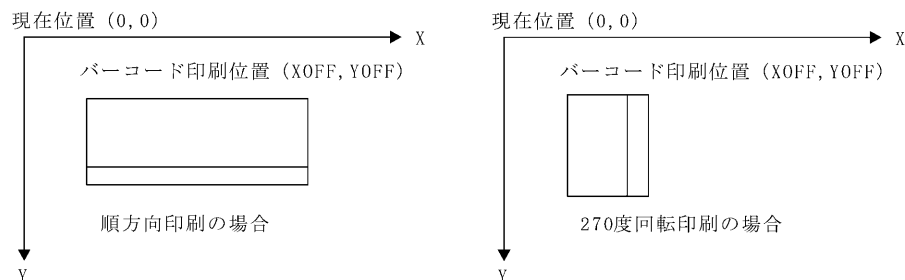 現在位置 (0,0)
X
バーコード印刷位置 (XOFF,YOFF)
順方向印刷の場合
Y
現在位置 (0,0)
X
バーコード印刷位置 (XOFF,YOFF)
270度回転印刷の場合
Y